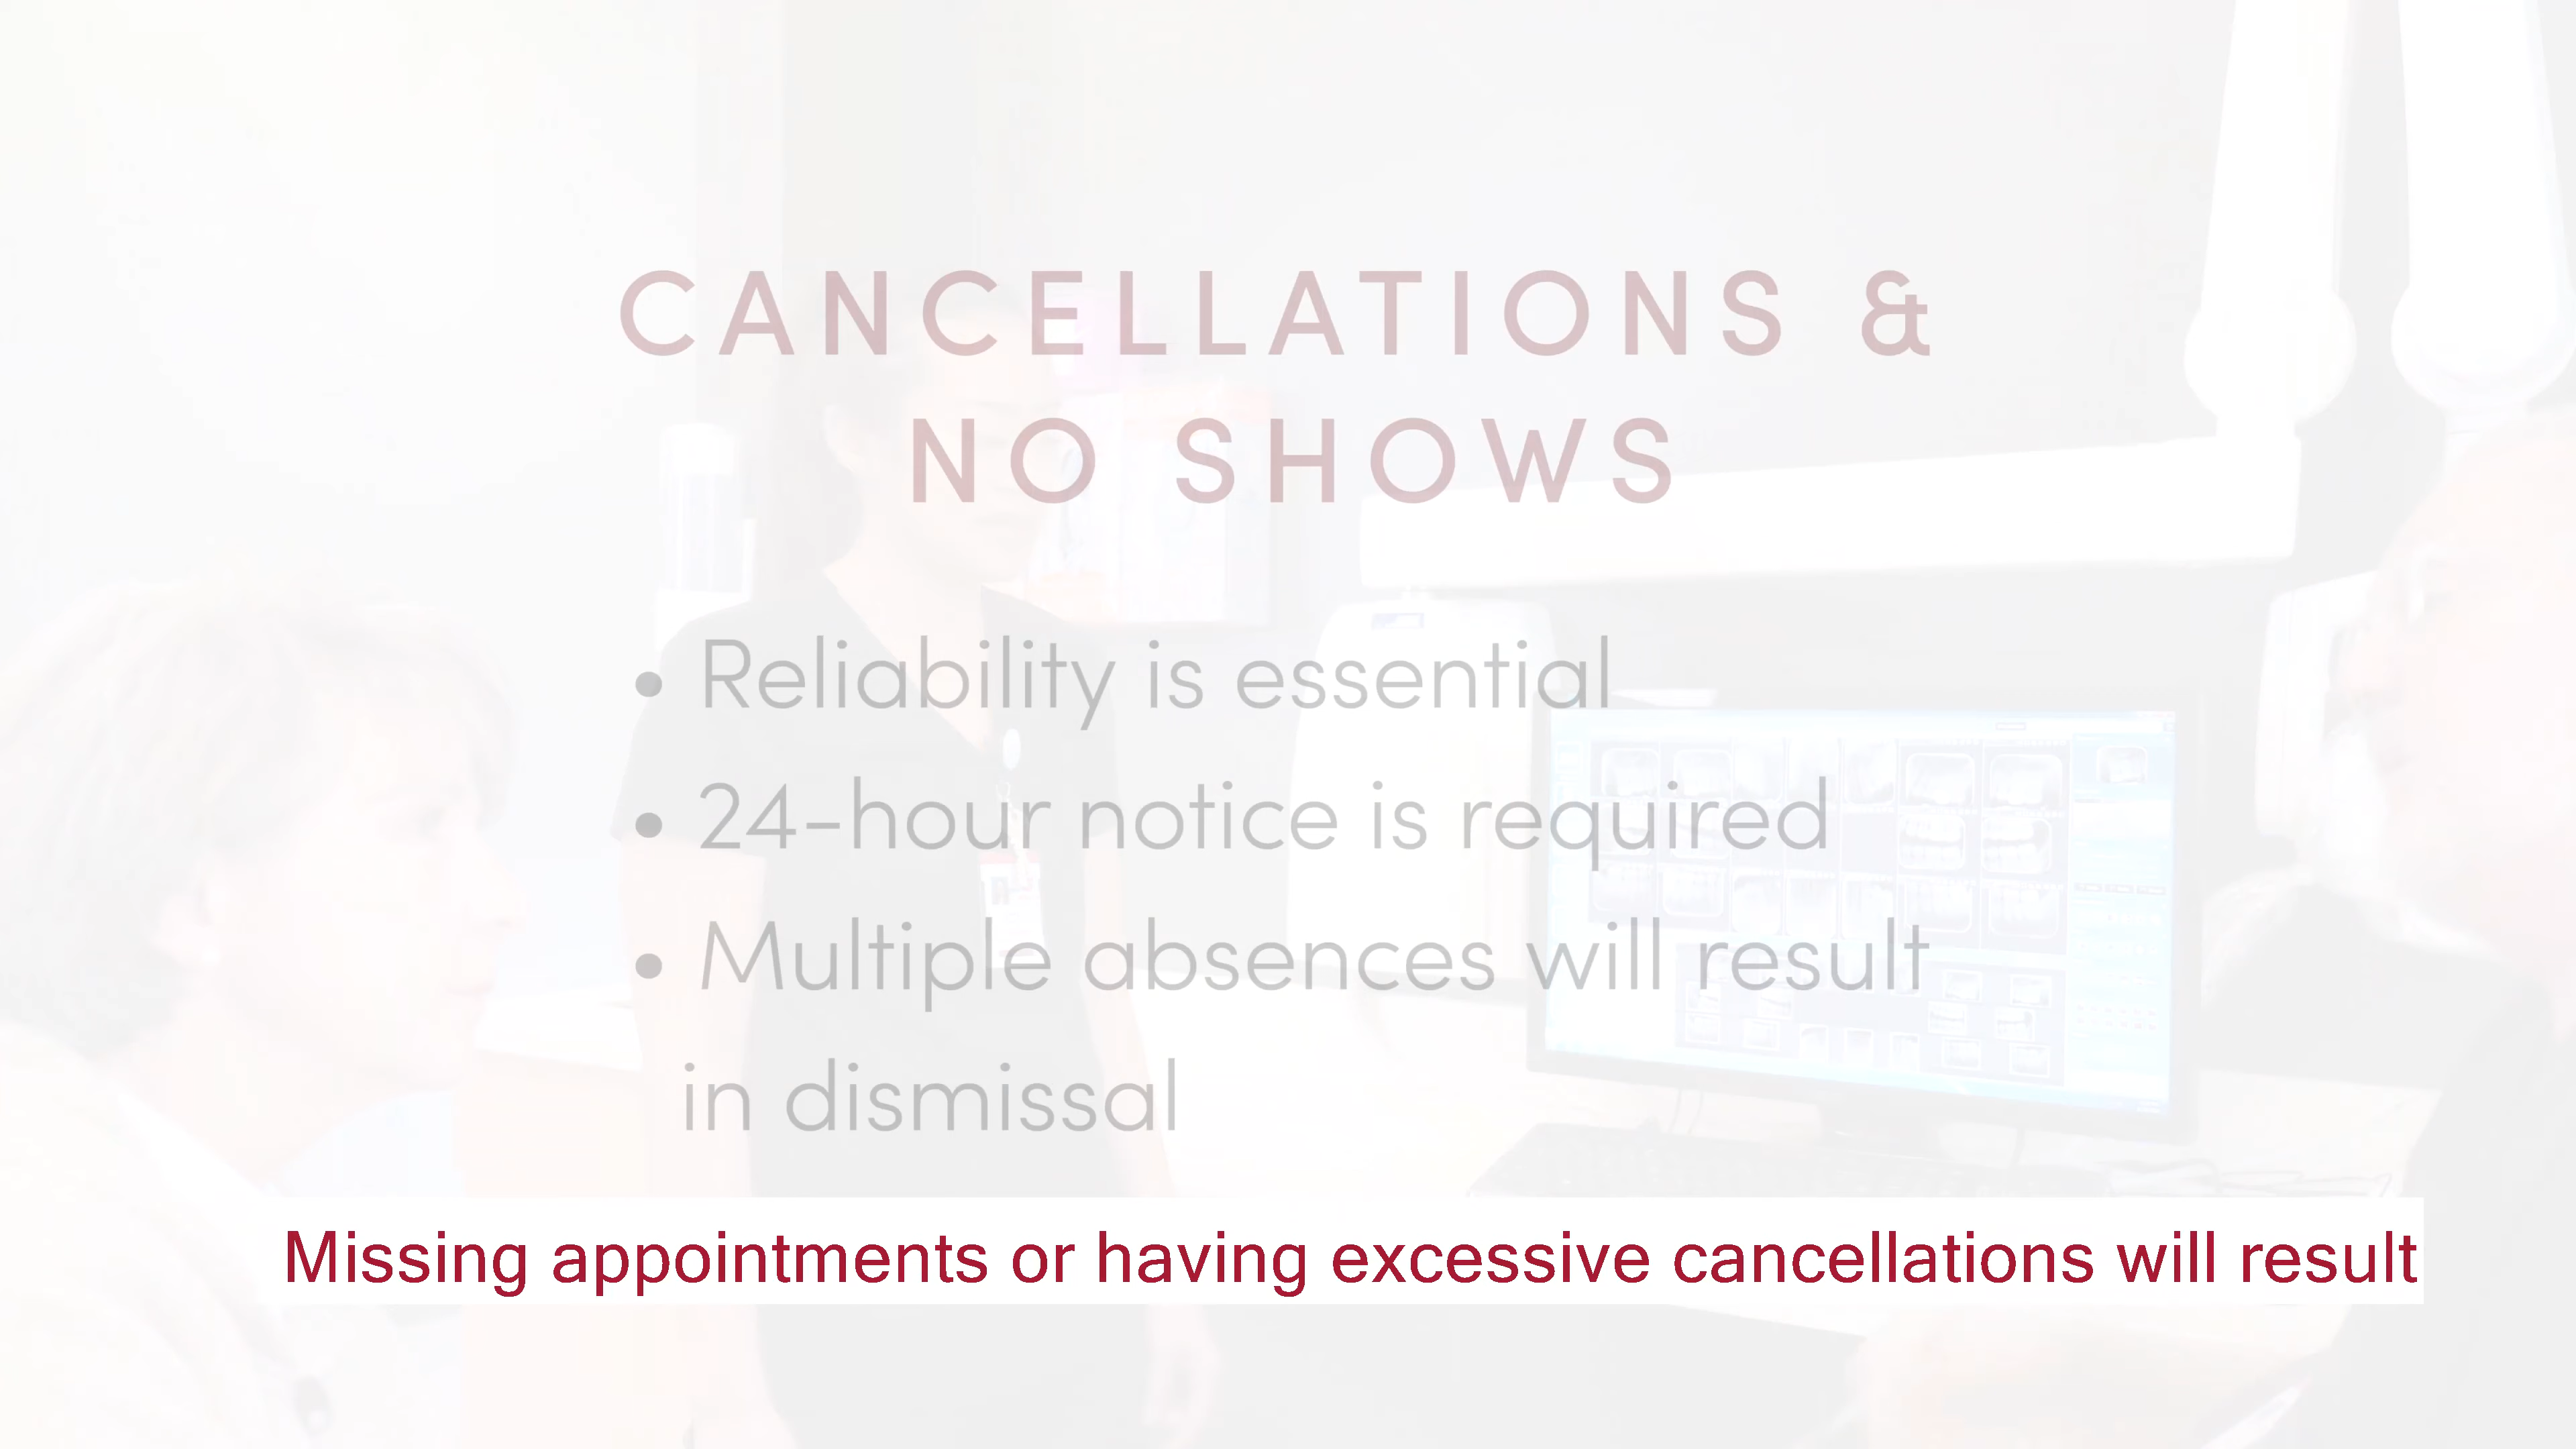 CANCELLATIONS &
NO SHOWS
• Reliability is essential
• 24-hour notice is required
• Multiple absences will result
in dismissal
Missing appointments or having excessive cancellations will result